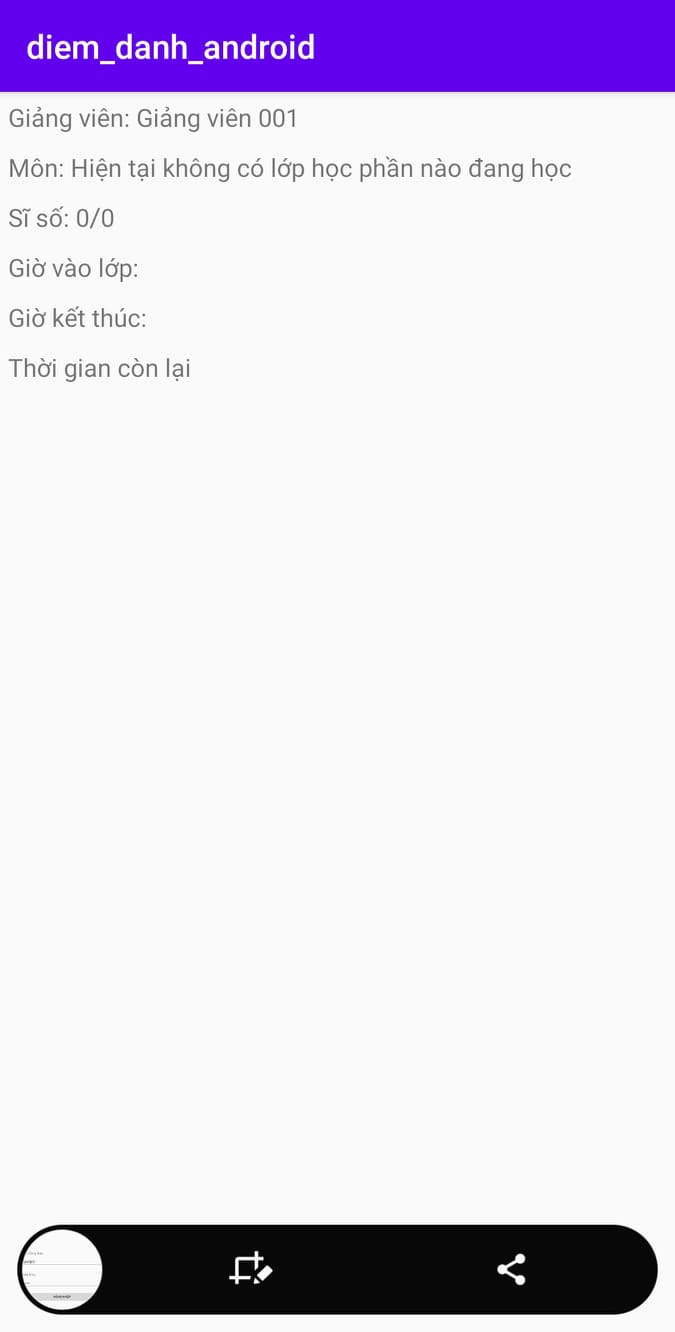 diem_danh_android
Giảng viên: Giảng viên 001
Môn: Hiện tại không có lớp học phần nào đang học
Sĩ số: 0/0
Giờ vào lớp:
Giờ kết thúc:
Thời gian còn lại